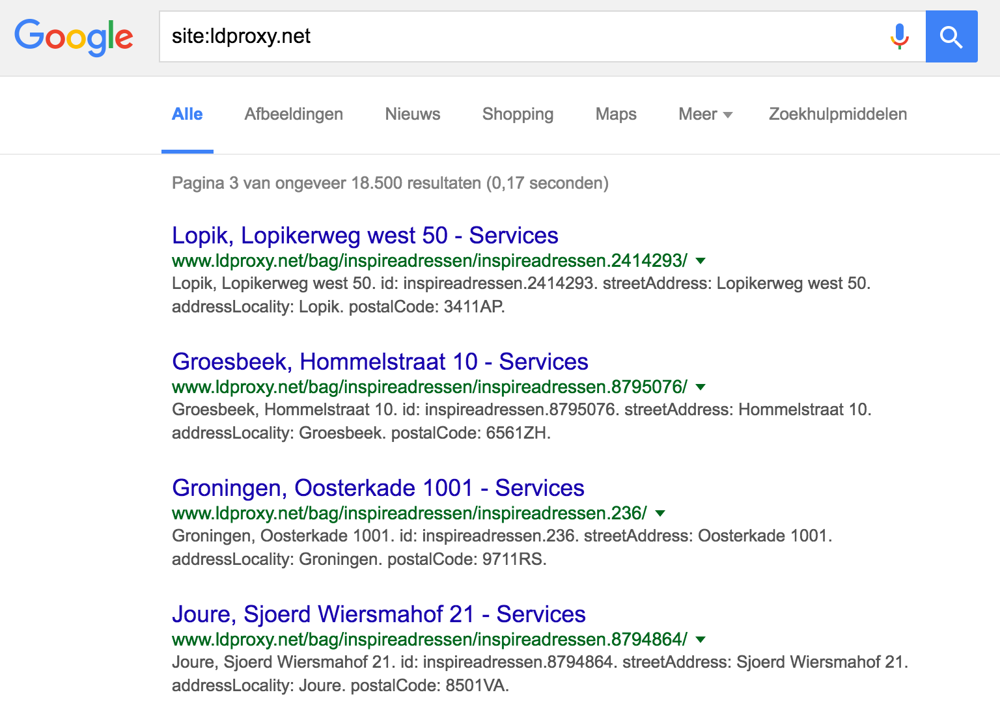 Google
site:ldproxy.net
Alle Afbeeldingen Nieuws Shopping Maps Meer Zoekhulpmiddelen
Pagina 3 van ongeveer 18.500 resultaten (0,17 seconden)
Lopik, Lopikerweg west 50 - Services
www.ldproxy.net/bag/inspireadressen/inspireadressen.2414293/
Lopik, Lopikerweg west 50. id: inspireadressen.2414293. streetAddress: Lopikerweg west 50.
addressLocality: Lopik. postalCode: 3411AP.
Groesbeek, Hommelstraat 10 - Services
www.ldproxy.net/bag/inspireadressen/inspireadressen.8795076/
Groesbeek, Hommelstraat 10. id: inspireadressen.8795076. streetAddress: Hommelstraat 10.
addressLocality: Groesbeek. postalCode: 6561ZH.
Groningen, Oosterkade 1001 - Services
www.ldproxy.net/bag/inspireadressen/inspireadressen.236/
Groningen, Oosterkade 1001. id: inspireadressen.236. streetAddress: Oosterkade 1001.
addressLocality: Groningen. postalCode: 9711RS.
Joure, Sjoerd Wiersmahof 21 - Services
www.ldproxy.net/bag/inspireadressen/inspireadressen.8794864/
Joure, Sjoerd Wiersmahof 21. id: inspireadressen.8794864. streetAddress: Sjoerd Wiersmahof 21.
addressLocality: Joure. postalCode: 8501VA.